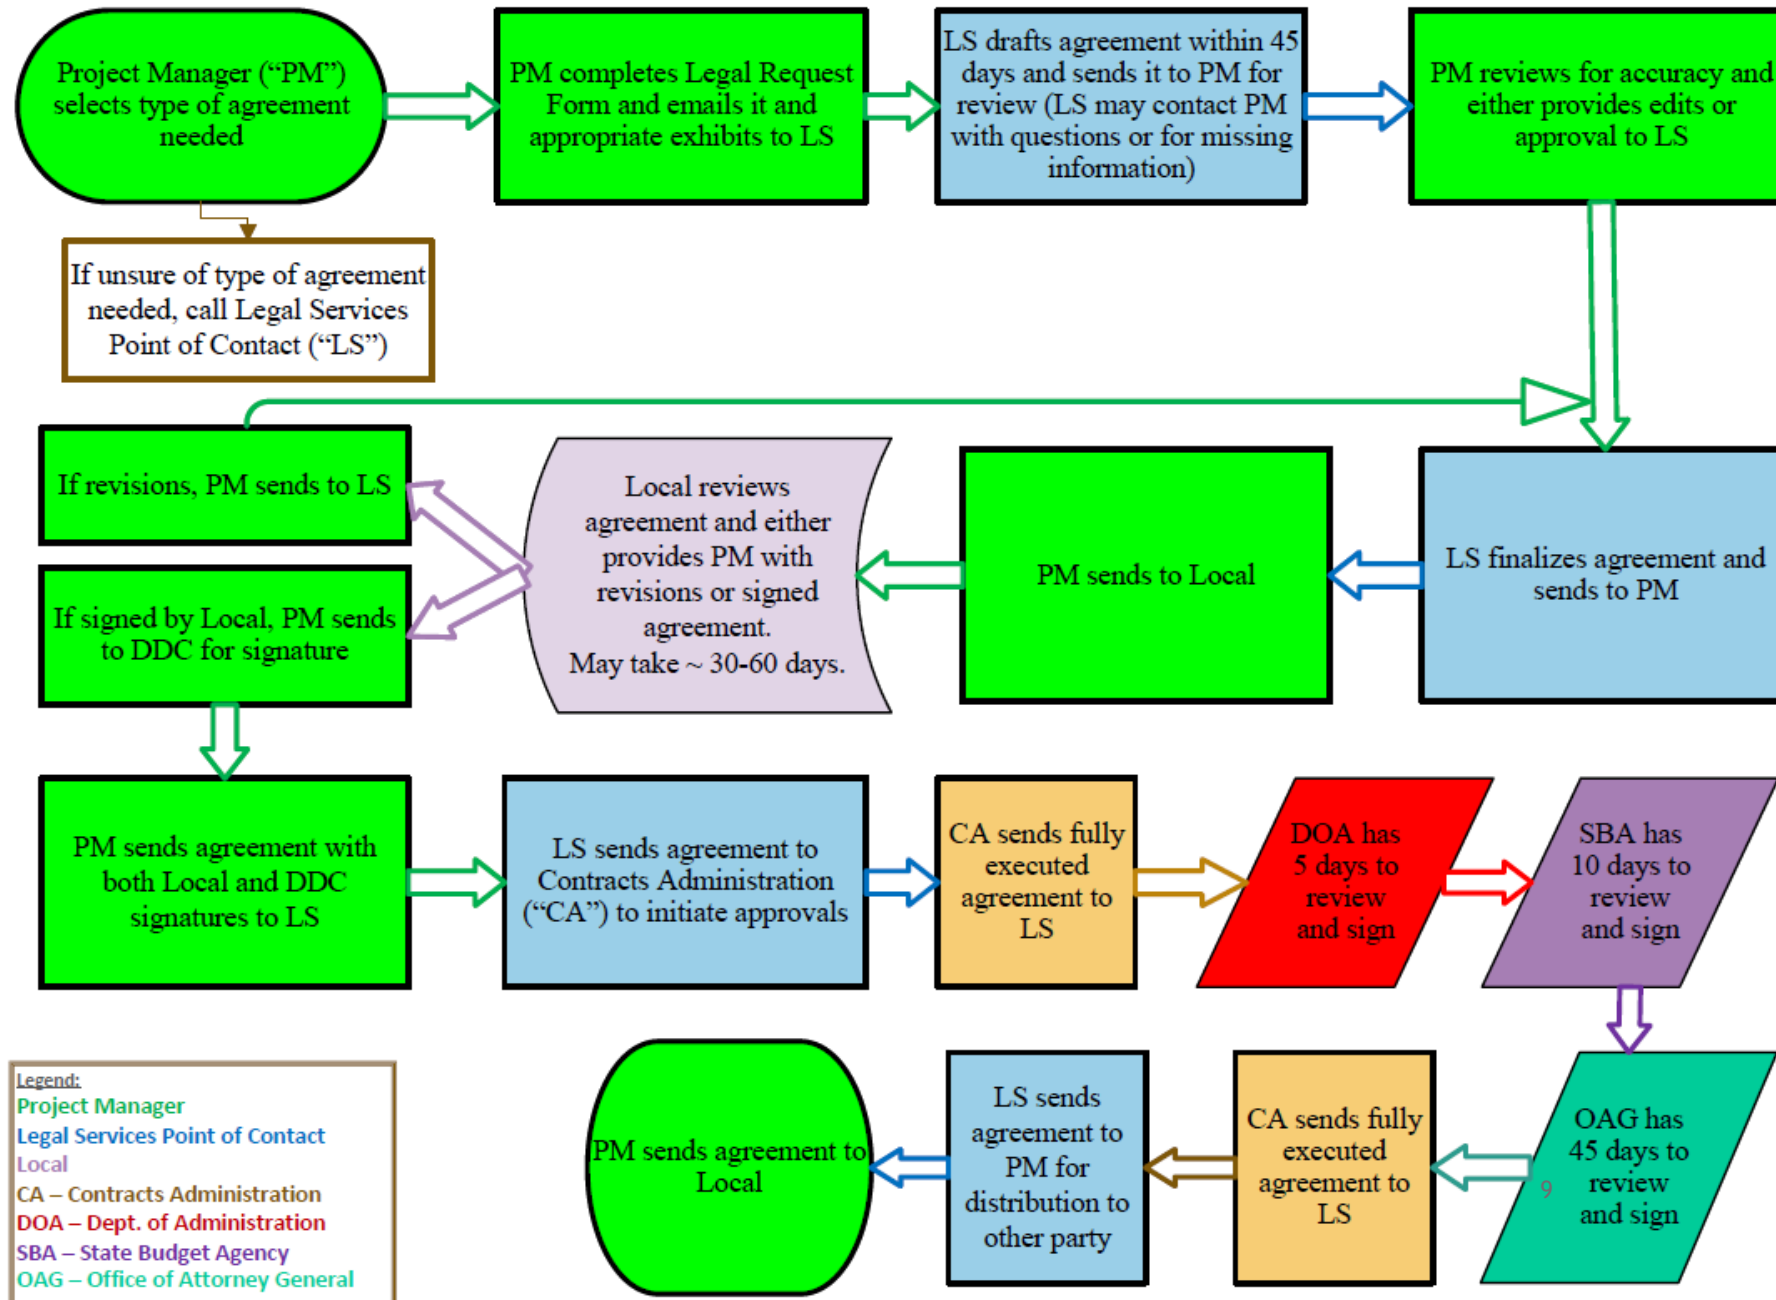 Project Manager (“PM”)
selects type of agreement
needed
PM completes Legal Request
Form and emails it and
appropriate exhibits to LS
LS drafts agreement within 45
days and sends it to PM for
review (LS may contact PM
with questions or for missing
information)
PM reviews for accuracy and
either provides edits or
approval to LS
If unsure of type of agreement
needed, call Legal Services
Point of Contact (“LS”)
If revisions, PM sends to LS
If signed by Local, PM sends
to DDC for signature
Local reviews
agreement and either
provides PM with
revisions or signed
agreement.
May take ~ 30-60 days.
PM sends to Local
LS finalizes agreement and
sends to PM
PM sends agreement with
both Local and DDC
signatures to LS
LS sends agreement to
Contracts Administration
(“CA”) to initiate approvals
CA sends fully
executed
agreement to
LS
DOA has
5 days to
review
and sign
SBA has
10 days to
review
and sign
OAG has
45 days to
review
and sign
9
CA sends fully
executed
agreement to
LS
LS sends
agreement to
PM for
distribution to
other party
PM sends agreement to
Local
Legend:
Project Manager
Legal Services Point of Contact
Local
CA – Contracts Administration
DOA – Dept. of Administration
SBA – State Budget Agency
OAG – Office of Attorney General